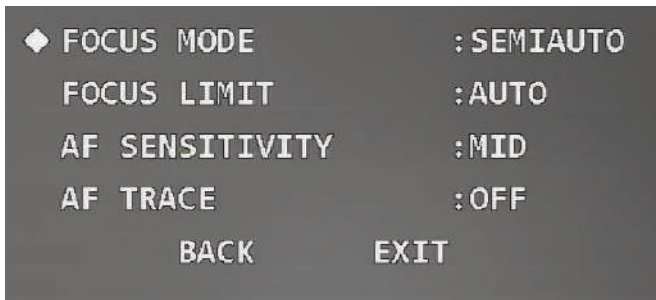 ◆ FOCUS MODE :SEMIAUTO
FOCUS LIMIT :AUTO
AF SENSITIVITY :MID
AF TRACE :OFF
BACK EXIT